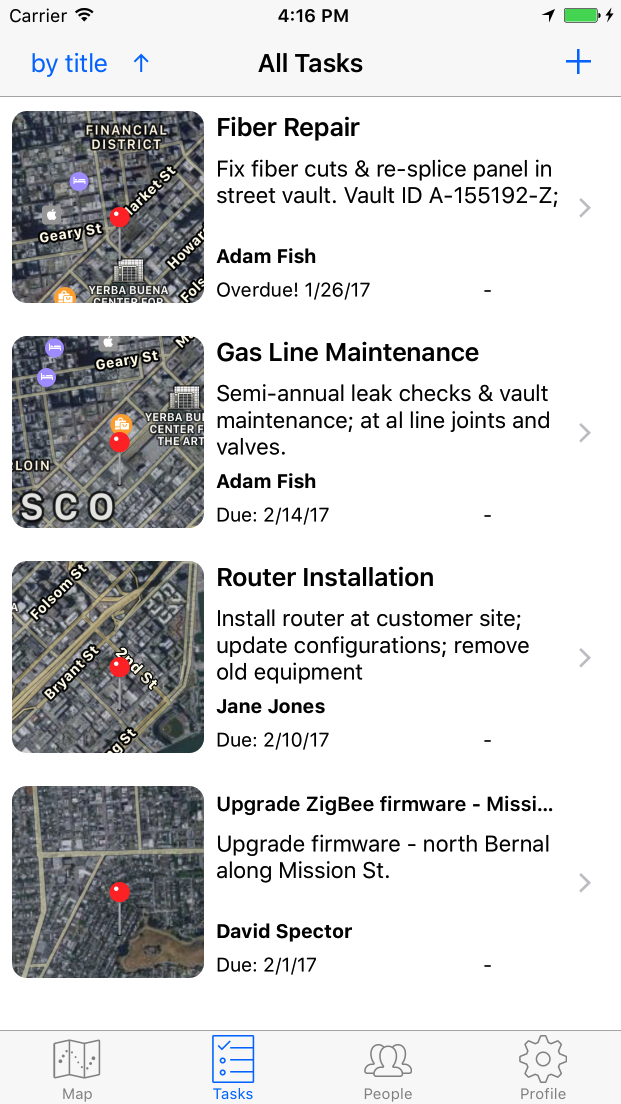 Carrier 4:16 PM
by title ↑ All Tasks +
FINANCIAL
DISTRICT
Market St
Geary St
Howar
Fols
YERBA BUENA
CENTER FOR
Fiber Repair
Fix fiber cuts & re-splice panel in
street vault. Vault ID A-155192-Z;
Adam Fish
Overdue! 1/26/17 -
Geary St
M
YERBA BUE
CENTER F
THE ART
LOIN
SCO
Gas Line Maintenance
Semi-annual leak checks & vault
maintenance; at al line joints and
valves.
Adam Fish
Due: 2/14/17 -
A
Folsom St
Bryant St
2nd St
g St
Router Installation
Install router at customer site;
update configurations; remove
old equipment
Jane Jones
Due: 2/10/17 -
Upgrade ZigBee firmware - Missi...
Upgrade firmware - north Bernal
along Mission St.
David Spector
Due: 2/1/17 -
Map Tasks People Profile